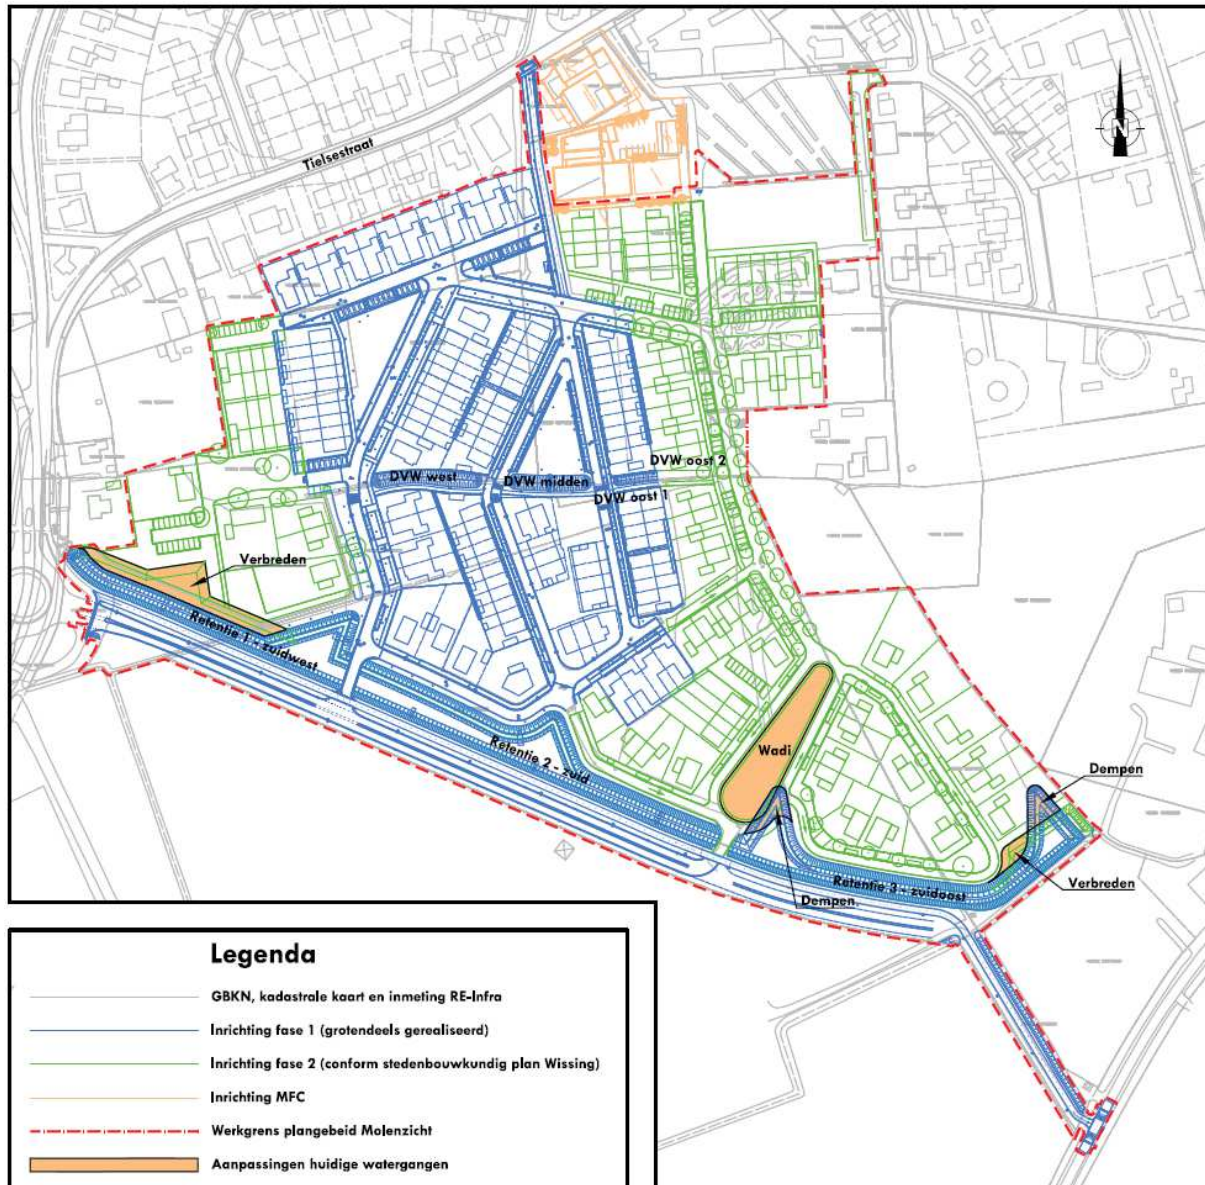 N
Tielsestraat
DVW oost 2
DVW west
DVW midden
DVW oost 1
Verbreden
Retentie 1 - zuidwest
Retentie 2 - zuid
Wadi
Dempen
Retentie 3 - zuidoost
Verbreden
Dempen
Legenda
GBKN, kadastrale kaart en inmeting RE-Infra
Inrichting fase 1 (grotendeels gerealiseerd)
Inrichting fase 2 (conform stedenbouwkundig plan Wissing)
Inrichting MFC
Werkgrens plangebeid Molenzicht
Aanpassingen huidige watergangen